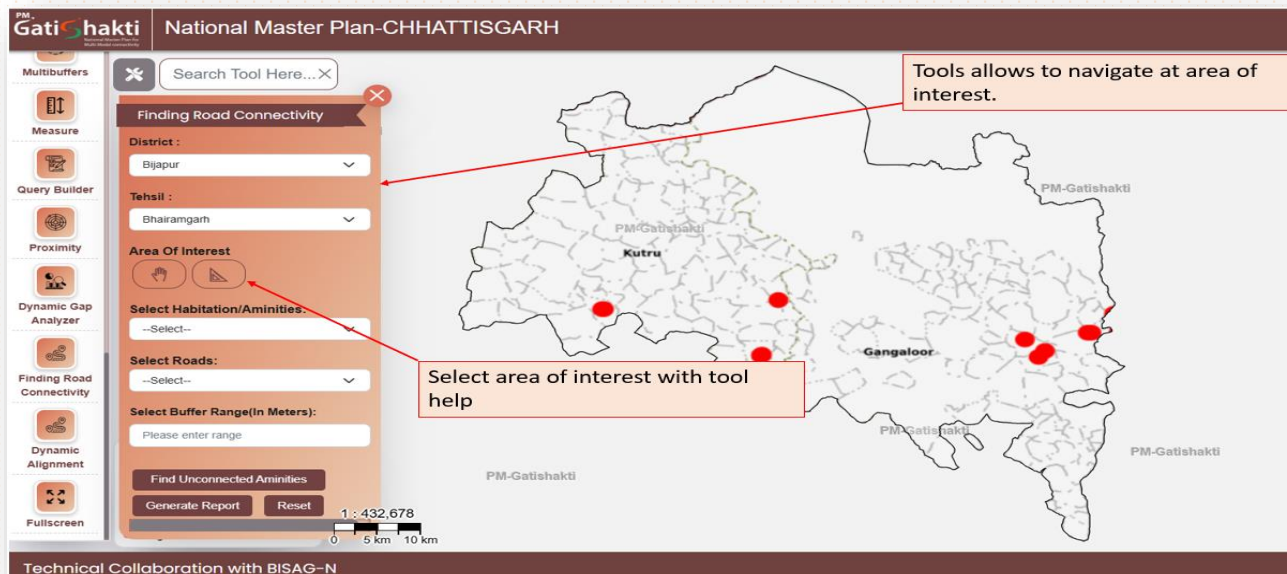 PM
GatiShakti
National Master Plan for
Multi-Modal Connectivity
National Master Plan-CHHATTISGARH
Multibuffers
Measure
Query Builder
Proximity
Dynamic Gap
Analyzer
Finding Road
Connectivity
Dynamic
Alignment
Fullscreen
Search Tool Here...
Finding Road Connectivity
District :
Bijapur
Tehsil :
Bhairamgarh
Area Of Interest
Select Habitation/Aminities:
--Select--
Select Roads:
--Select--
Select Buffer Range(In Meters):
Please enter range
Find Unconnected Aminities
Generate Report
Reset
1 : 432,678
0 5 km 10 km
Tools allows to navigate at area of
interest.
Select area of interest with tool
help
PM-Gatishakti
PM-Gatishakti
Kutru
Gangaloor
PM-Gatishakti
PM-Gatishakti
PM-Gatishakti
Technical Collaboration with BISAG-N